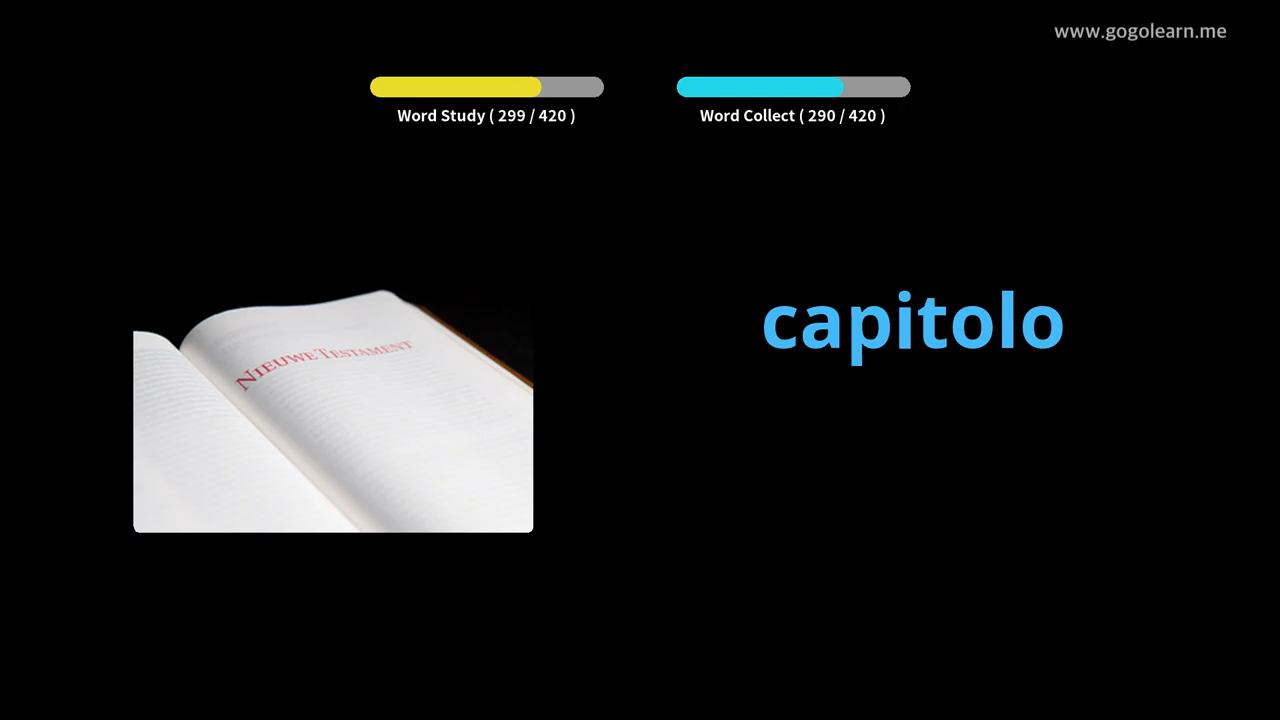 www.gogolearn.me
Word Study ( 299 / 420 )
Word Collect ( 290 / 420 )
capitolo
NIEUWE TESTAMENT